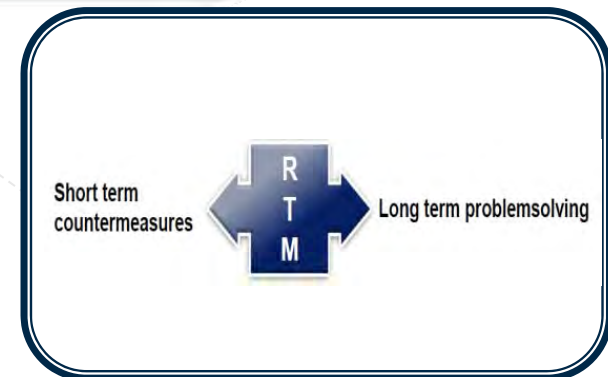 Short term
countermeasures
R
T
M
Long term problemsolving